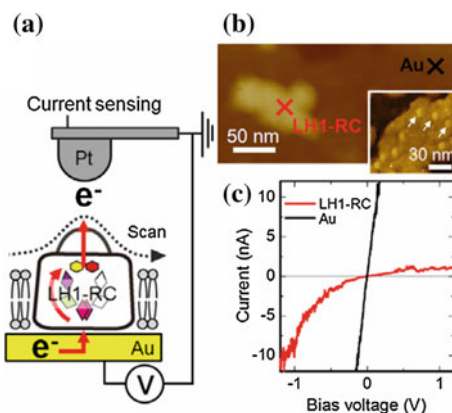 (a)
Current sensing
Pt
e-
Scan
LH1-RC
e-
Au
V
(b)
Au
LH1-RC
50 nm
30 nm
(c)
LH1-RC
Au
Current (nA)
10
5
0
-5
-10
-1
0
1
Bias voltage (V)